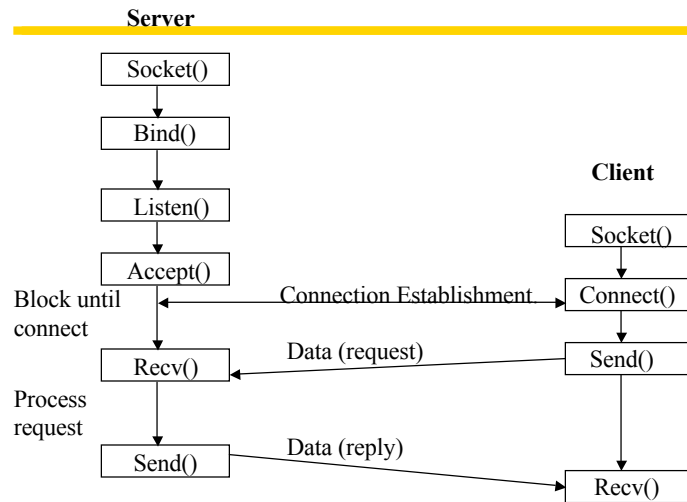 Server
Socket()
Bind()
Listen()
Accept()
Block until
connect
Recv()
Process
request
Send()
Client
Socket()
Connection Establishment.
Connect()
Data (request)
Send()
Data (reply)
Recv()